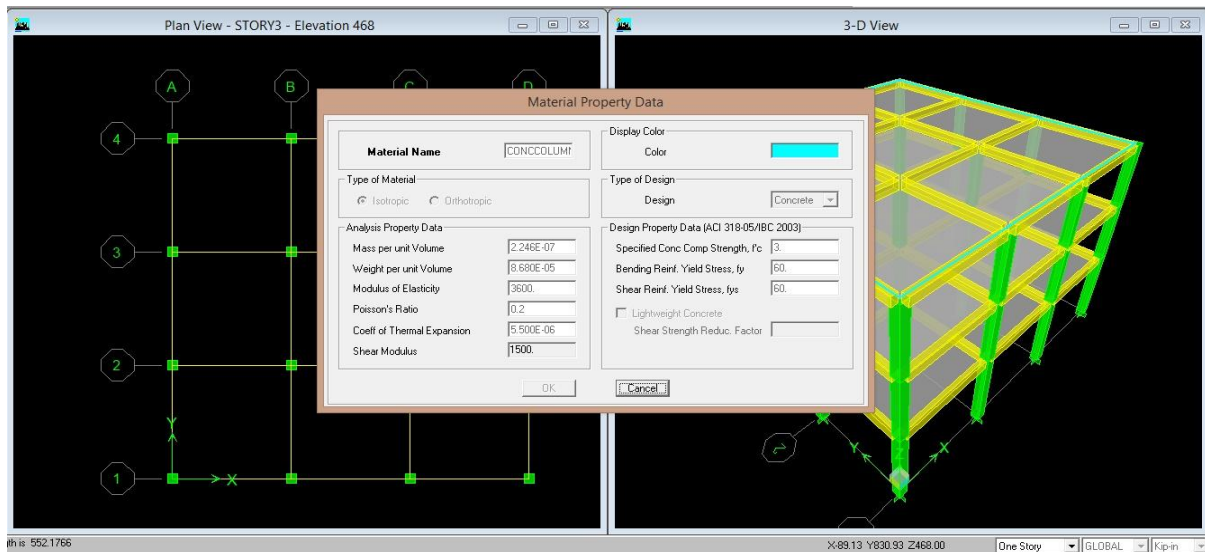 Plan View - STORY3 - Elevation 468
3-D View
A B C D
4
3
2
1
Y
X
Material Property Data
Material Name CONCCOLUMN
Display Color
Color
Type of Material
Isotropic Orthotropic
Type of Design
Design Concrete
Analysis Property Data
Mass per unit Volume 2.246E-07
Weight per unit Volume 8.680E-05
Modulus of Elasticity 3600.
Poisson's Ratio 0.2
Coeff of Thermal Expansion 5.500E-06
Shear Modulus 1500.
Design Property Data (ACI 318-05/IBC 2003)
Specified Conc Comp Strength, f'c 3.
Bending Reinf. Yield Stress, fy 60.
Shear Reinf. Yield Stress, fys 60.
Lightweight Concrete
Shear Strength Reduc. Factor
OK Cancel
2
Y Z X
gth is 552.1766
X-89.13 Y830.93 Z468.00 One Story GLOBAL Kip-in